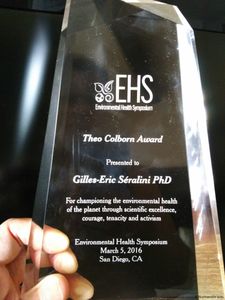 EHS
Environmental Health Symposium
Theo Colborn Award
Presented to
Gilles-Eric Séralini PhD
For championing the environmental health
of the planet through scientific excellence,
courage, tenacity and activism
Environmental Health Symposium
March 5, 2016
San Diego, CA